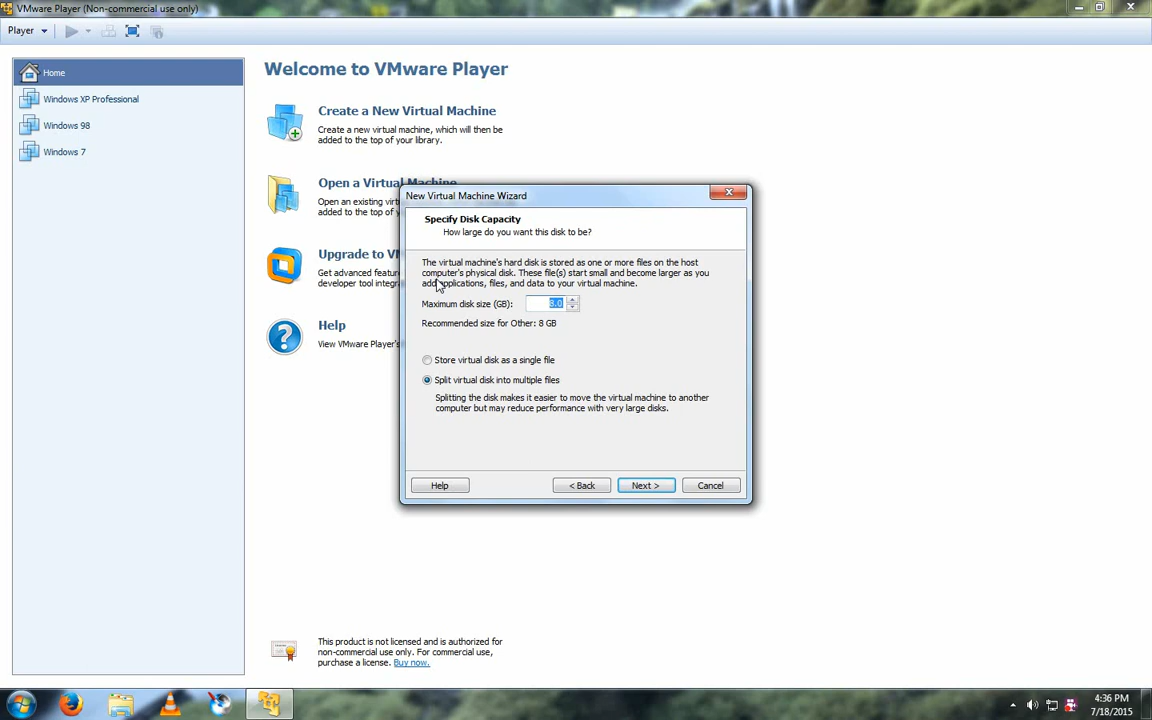 VMware Player (Non-commercial use only)
Player
Home
Windows XP Professional
Windows 98
Windows 7
Welcome to VMware Player
Create a New Virtual Machine
Create a new virtual machine, which will then be
added to the top of your library.
Open a Virtual Machine
Open an existing
added to the top of
Upgrade to VM
Get advanced featur
developer tool integra
Help
View VMware Player's
New Virtual Machine Wizard
Specify Disk Capacity
How large do you want this disk to be?
The virtual machine's hard disk is stored as one or more files on the host
computer's physical disk. These file(s) start small and become larger as you
add applications, files, and data to your virtual machine.
Maximum disk size (GB): 8.0
Recommended size for Other: 8 GB
Store virtual disk as a single file
Split virtual disk into multiple files
Splitting the disk makes it easier to move the virtual machine to another
computer but may reduce performance with very large disks.
Help
< Back
Next >
Cancel
This product is not licensed and is authorized for
non-commercial use only. For commercial use,
purchase a license. Buy now.
4:36 PM
7/18/2015